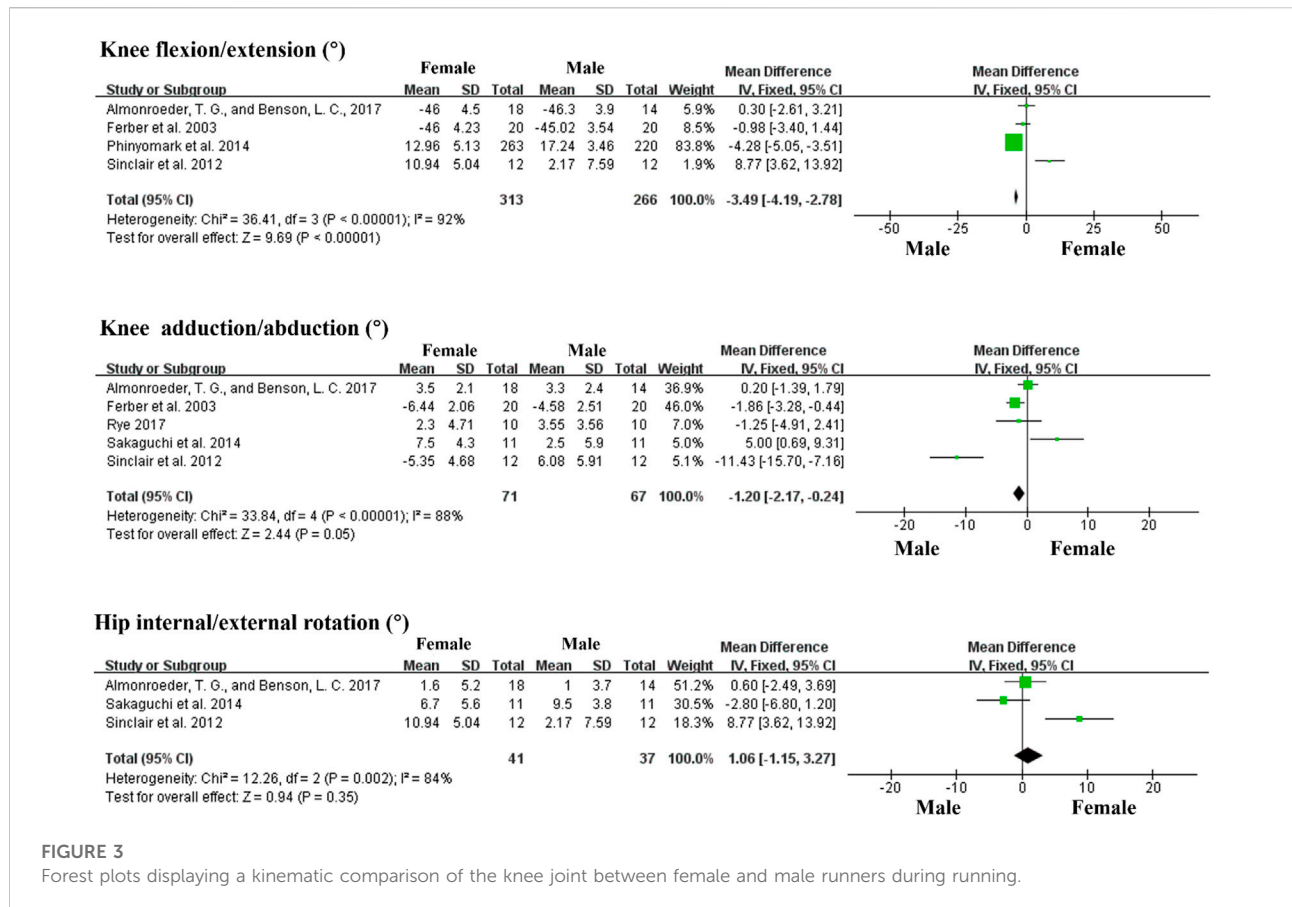 Knee flexion/extension (°)
Female Male Mean Difference Mean Difference
Study or Subgroup Mean SD Total Mean SD Total Weight IV, Fixed, 95% CI IV, Fixed, 95% CI
Almonroeder, T. G., and Benson, L. C., 2017 -46 4.5 18 -46.3 3.9 14 5.9% 0.30 [-2.61, 3.21]
Ferber et al. 2003 -46 4.23 20 -45.02 3.54 20 8.5% -0.98 [-3.40, 1.44]
Phinyomark et al. 2014 12.96 5.13 263 17.24 3.46 220 83.8% -4.28 [-5.05, -3.51]
Sinclair et al. 2012 10.94 5.04 12 2.17 7.59 12 1.9% 8.77 [3.62, 13.92]
Total (95% CI) 313 266 100.0% -3.49 [-4.19, -2.78]
Heterogeneity: Chi² = 36.41, df = 3 (P < 0.00001); I² = 92%
Test for overall effect: Z = 9.69 (P < 0.00001)
-50 -25 0 25 50
Male Female
Knee adduction/abduction (°)
Female Male Mean Difference Mean Difference
Study or Subgroup Mean SD Total Mean SD Total Weight IV, Fixed, 95% CI IV, Fixed, 95% CI
Almonroeder, T. G., and Benson, L. C. 2017 3.5 2.1 18 3.3 2.4 14 36.9% 0.20 [-1.39, 1.79]
Ferber et al. 2003 -6.44 2.06 20 -4.58 2.51 20 46.0% -1.86 [-3.28, -0.44]
Rye 2017 2.3 4.71 10 3.55 3.56 10 7.0% -1.25 [-4.91, 2.41]
Sakaguchi et al. 2014 7.5 4.3 11 2.5 5.9 11 5.0% 5.00 [0.69, 9.31]
Sinclair et al. 2012 -5.35 4.68 12 6.08 5.91 12 5.1% -11.43 [-15.70, -7.16]
Total (95% CI) 71 67 100.0% -1.20 [-2.17, -0.24]
Heterogeneity: Chi² = 33.84, df = 4 (P < 0.00001); I² = 88%
Test for overall effect: Z = 2.44 (P = 0.05)
-20 -10 0 10 20
Male Female
Hip internal/external rotation (°)
Female Male Mean Difference Mean Difference
Study or Subgroup Mean SD Total Mean SD Total Weight IV, Fixed, 95% CI IV, Fixed, 95% CI
Almonroeder, T. G., and Benson, L. C. 2017 1.6 5.2 18 1 3.7 14 51.2% 0.60 [-2.49, 3.69]
Sakaguchi et al. 2014 6.7 5.6 11 9.5 3.8 11 30.5% -2.80 [-6.80, 1.20]
Sinclair et al. 2012 10.94 5.04 12 2.17 7.59 12 18.3% 8.77 [3.62, 13.92]
Total (95% CI) 41 37 100.0% 1.06 [-1.15, 3.27]
Heterogeneity: Chi² = 12.26, df = 2 (P = 0.002); I² = 84%
Test for overall effect: Z = 0.94 (P = 0.35)
-20 -10 0 10 20
Male Female
FIGURE 3
Forest plots displaying a kinematic comparison of the knee joint between female and male runners during running.